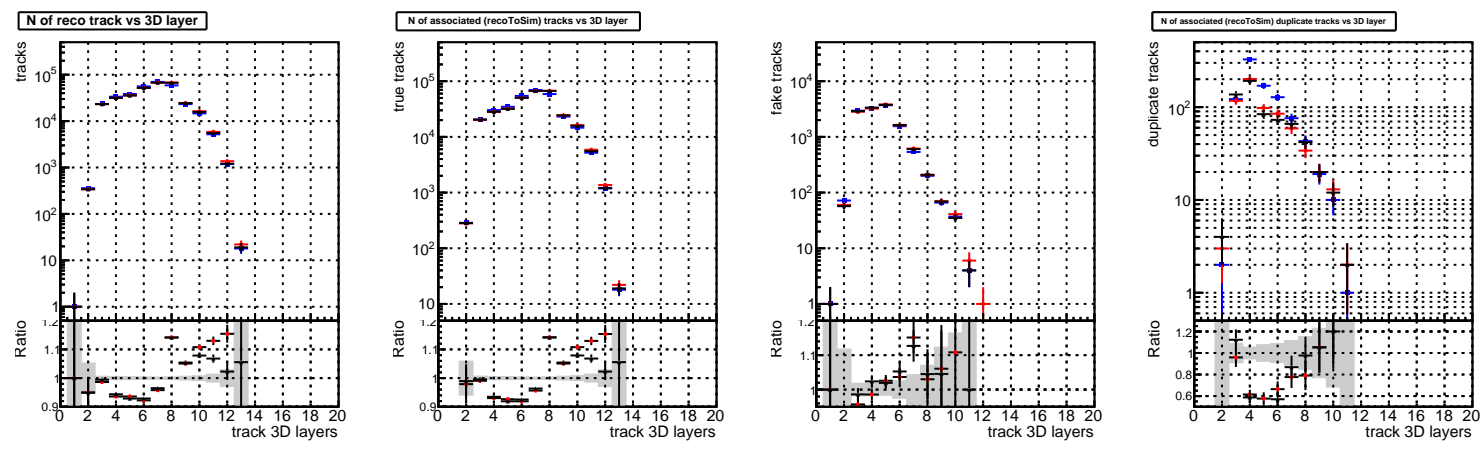 N of reco track vs 3D layer
tracks
10^5
10^4
10^3
10^2
10
1
Ratio
1.2
1.1
1
0.9
0 2 4 6 8 10 12 14 16 18 20
track 3D layers
N of associated (recoToSim) tracks vs 3D layer
true tracks
10^5
10^4
10^3
10^2
10
Ratio
1.2
1.1
1
0.9
0 2 4 6 8 10 12 14 16 18 20
track 3D layers
fake tracks
10^4
10^3
10^2
10
1
Ratio
1.1
1
0 2 4 6 8 10 12 14 16 18 20
track 3D layers
N of associated (recoToSim) duplicate tracks vs 3D layer
duplicate tracks
10^2
10
1
Ratio
1.2
1
0.8
0.6
0 2 4 6 8 10 12 14 16 18 20
track 3D layers